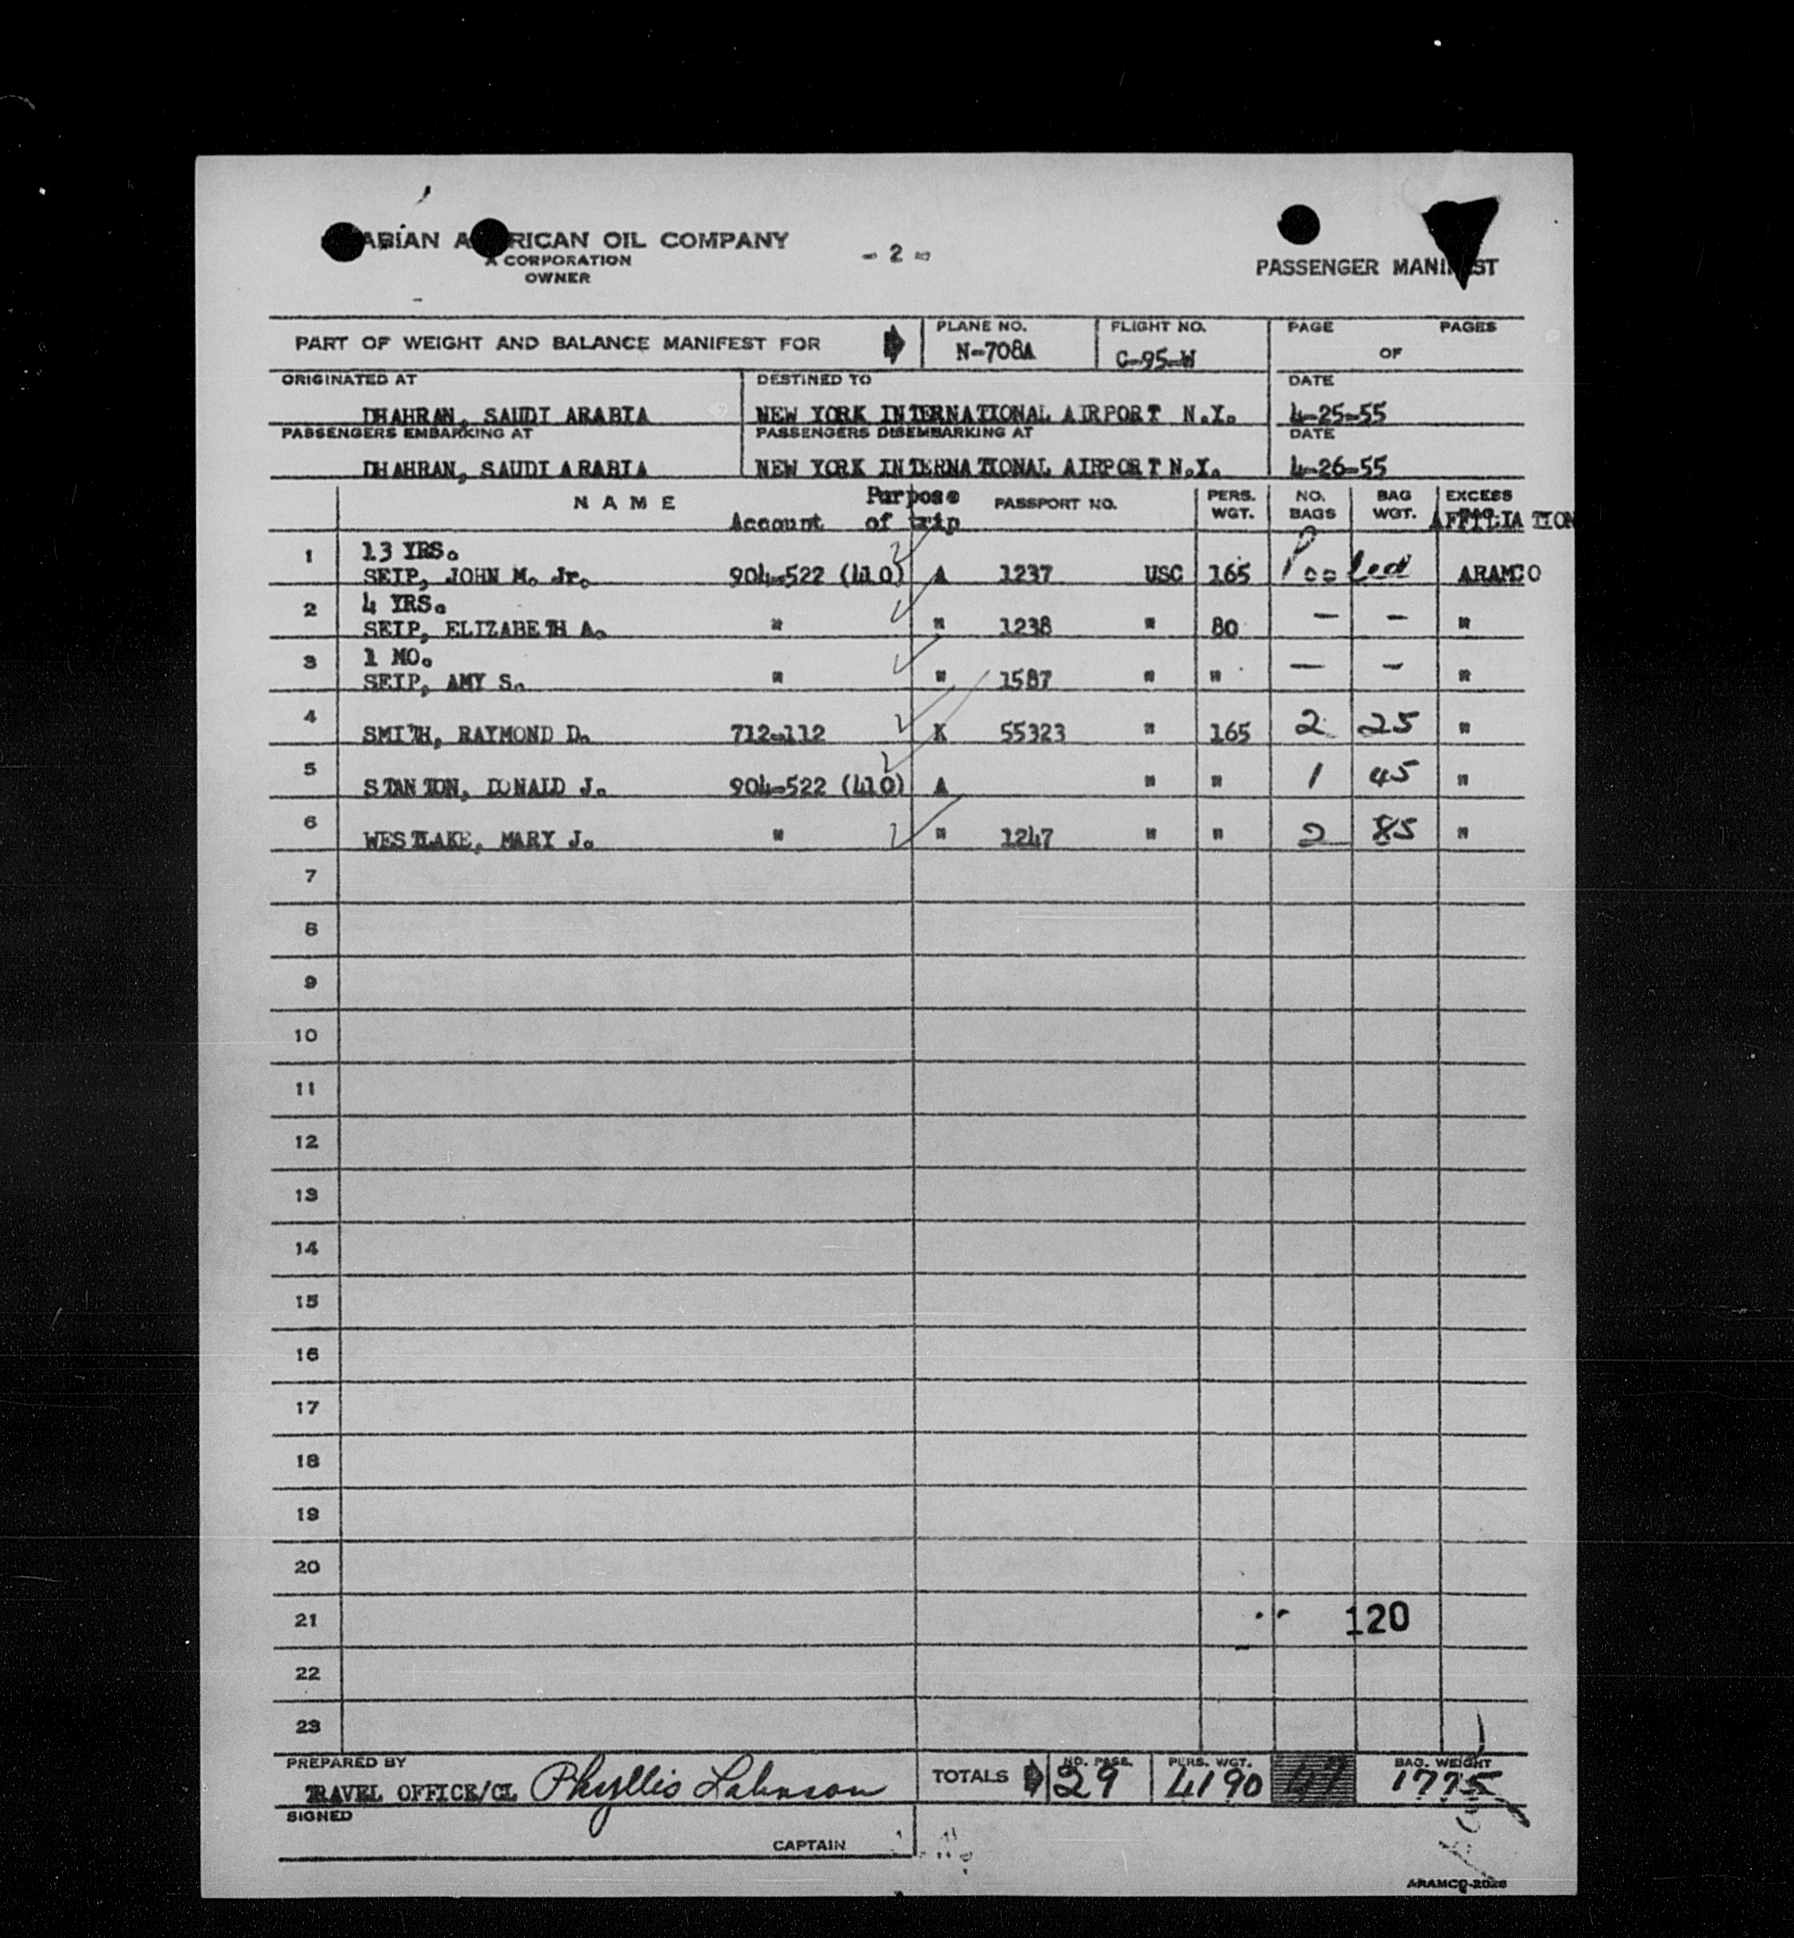 ABIAN A RICAN OIL COMPANY
A CORPORATION
OWNER
- 2 -
PASSENGER MANIFEST
PART OF WEIGHT AND BALANCE MANIFEST FOR
PLANE NO.
N-708A
FLIGHT NO.
C-95-W
PAGE OF PAGES
ORIGINATED AT
DHAHRAN, SAUDI ARABIA
DESTINED TO
NEW YORK INTERNATIONAL AIRPORT N.Y.
DATE
4-25-55
PASSENGERS EMBARKING AT
DHAHRAN, SAUDI ARABIA
PASSENGERS DISEMBARKING AT
NEW YORK INTERNATIONAL AIRPORT N.Y.
DATE
4-26-55
NAME Account Purpose of trip PASSPORT NO. PERS. WGT. NO. BAGS BAG WGT. EXCESS AFFILIATION
1 13 YRS.
SEIP, JOHN M. Jr. 904-522 (410) A 1237 USC 165 Pooled ARAMCO
2 4 YRS.
SEIP, ELIZABETH A. " " 1238 " 80 - - "
3 1 MO.
SEIP, AMY S. " " 1587 " " - - "
4 SMITH, RAYMOND D. 712-112 K 55323 " 165 2 25 "
5 STANTON, DONALD J. 904-522 (410) A " " 1 45 "
6 WESTLAKE, MARY J. " " 1247 " " 2 85 "
7
8
9
10
11
12
13
14
15
16
17
18
19
20
21 120
22
23
PREPARED BY
TRAVEL OFFICE/CL Phyllis Johnson
TOTALS
NO. PASS.
29
PERS. WGT.
4190
47
BAG. WEIGHT
1775
SIGNED
CAPTAIN
ARAMCO-2026